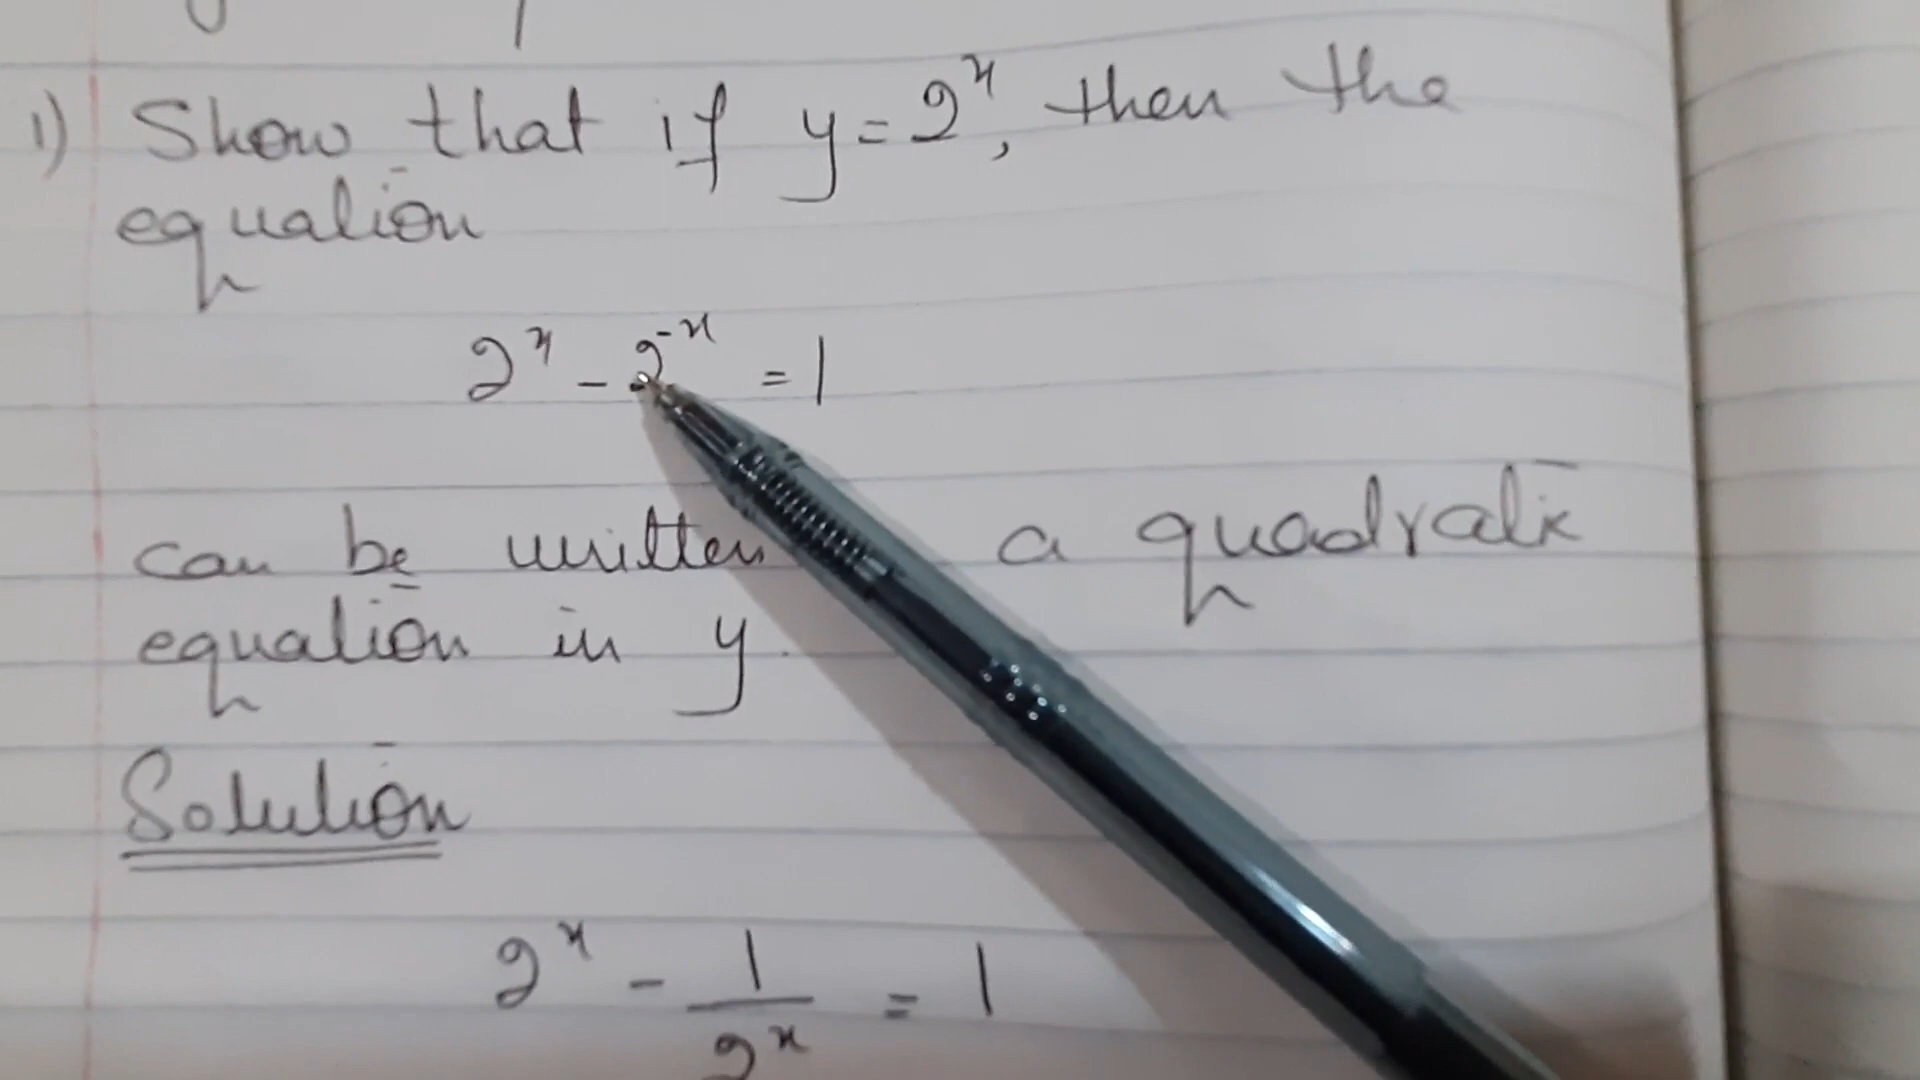 1) Show that if y = 2^x, then the
equation
2^x - 2^-x = 1
can be written a quadratic
equation in y.
Solution
2^x - 1/2^x = 1